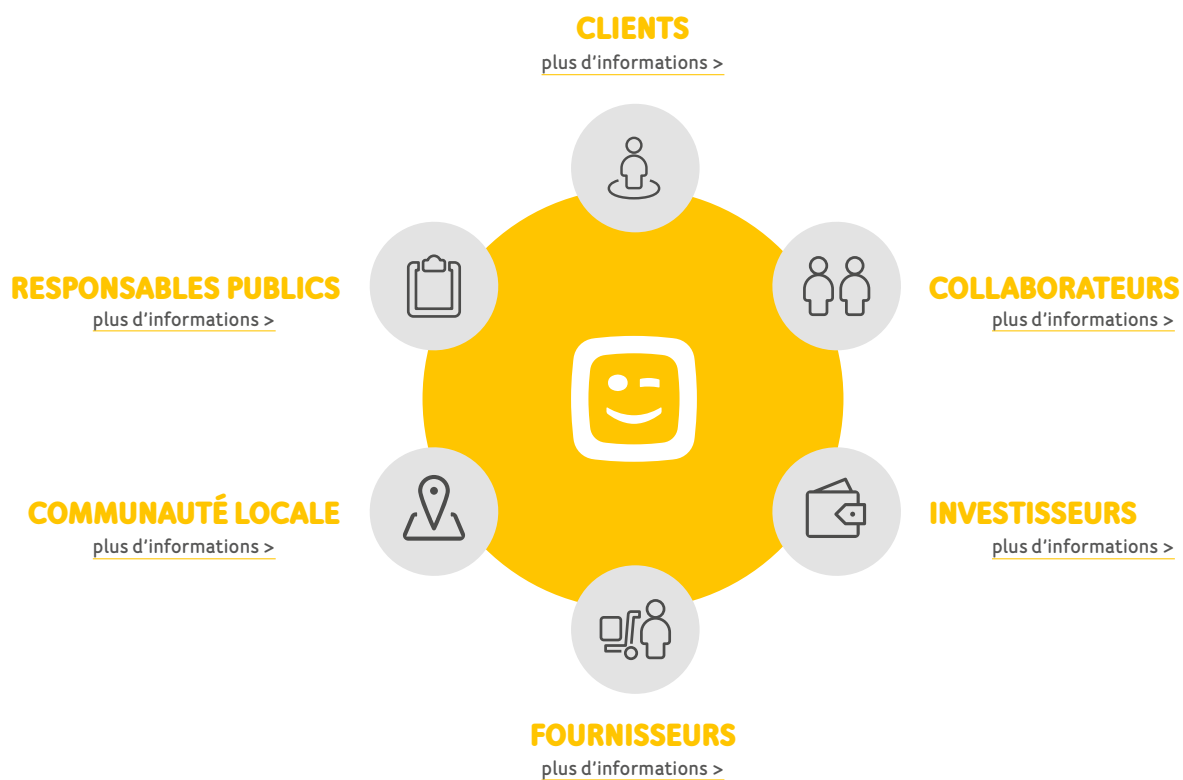 CLIENTS
plus d'informations >
RESPONSABLES PUBLICS
plus d'informations >
COLLABORATEURS
plus d'informations >
COMMUNAUTÉ LOCALE
plus d'informations >
INVESTISSEURS
plus d'informations >
FOURNISSEURS
plus d'informations >